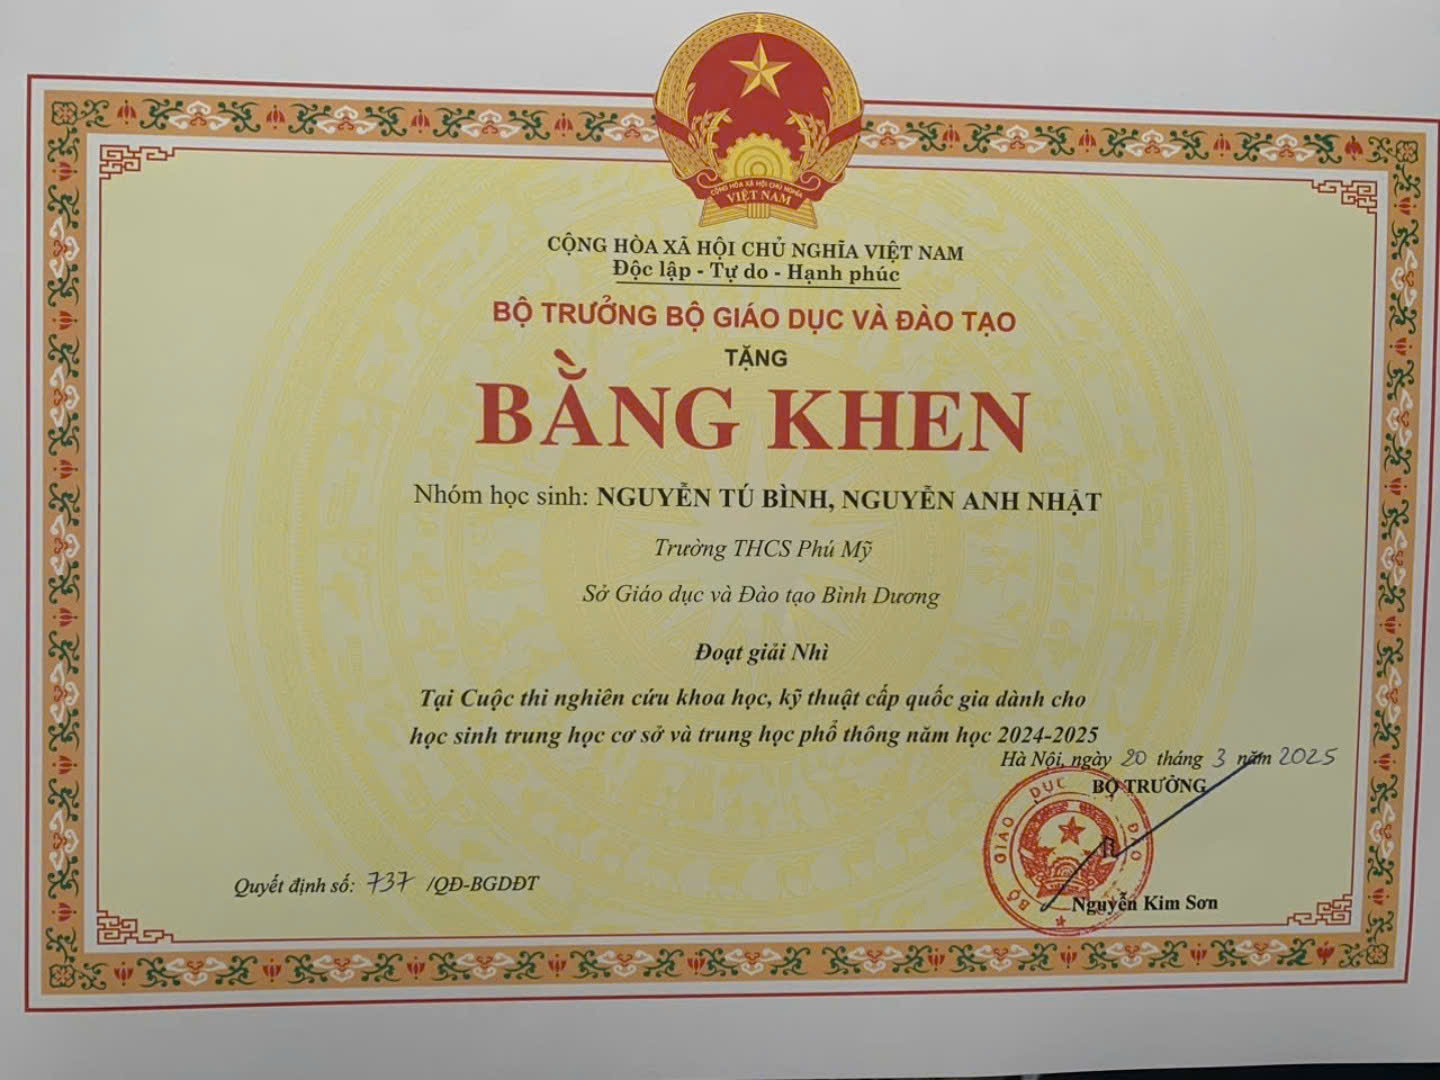 CỘNG HÒA XÃ HỘI CHỦ NGHĨA
VIỆT NAM
CỘNG HÒA XÃ HỘI CHỦ NGHĨA VIỆT NAM
Độc lập - Tự do - Hạnh phúc
BỘ TRƯỞNG BỘ GIÁO DỤC VÀ ĐÀO TẠO
TẶNG
BẰNG KHEN
Nhóm học sinh: NGUYỄN TÚ BÌNH, NGUYỄN ANH NHẬT
Trường THCS Phú Mỹ
Sở Giáo dục và Đào tạo Bình Dương
Đoạt giải Nhì
Tại Cuộc thi nghiên cứu khoa học, kỹ thuật cấp quốc gia dành cho
học sinh trung học cơ sở và trung học phổ thông năm học 2024-2025
Hà Nội, ngày 20 tháng 3 năm 2025
BỘ TRƯỞNG
BỘ GIÁO DỤC
ĐÀO
Nguyễn Kim Sơn
Quyết định số: 737 /QĐ-BGDĐT